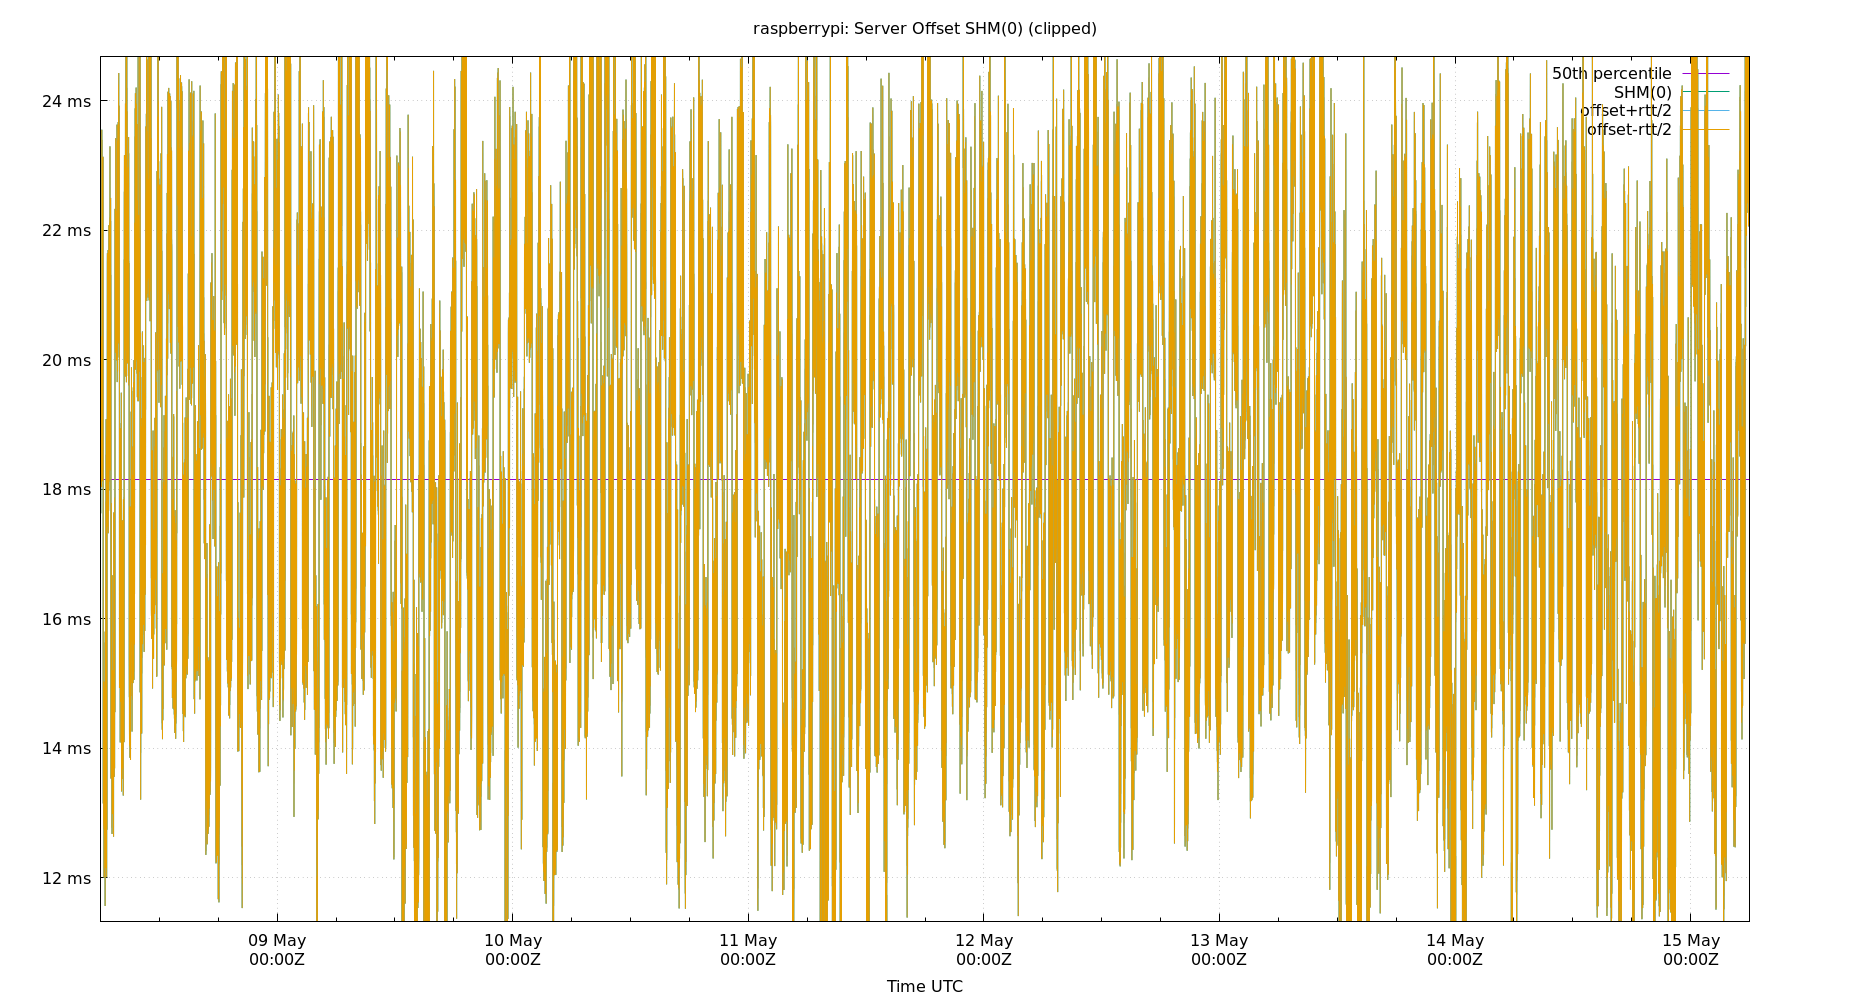 raspberrypi: Server Offset SHM(0) (clipped)
50th percentile
SHM(0)
offset+rtt/2
offset-rtt/2
24 ms
22 ms
20 ms
18 ms
16 ms
14 ms
12 ms
09 May 10 May 11 May 12 May 13 May 14 May 15 May
00:00Z 00:00Z 00:00Z 00:00Z 00:00Z 00:00Z 00:00Z
Time UTC